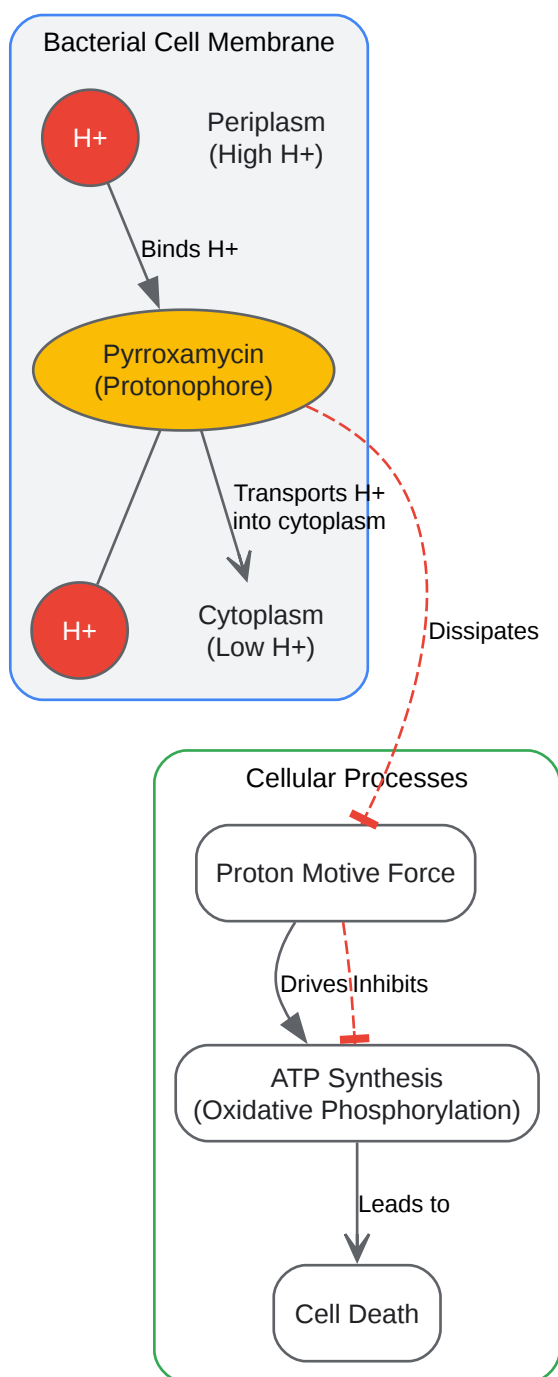 Bacterial Cell Membrane
H+
Periplasm
(High H+)
Binds H+
Pyrroxamycin
(Protonophore)
Transports H+
into cytoplasm
H+
Cytoplasm
(Low H+)
Dissipates
Cellular Processes
Proton Motive Force
Drives
Inhibits
ATP Synthesis
(Oxidative Phosphorylation)
Leads to
Cell Death